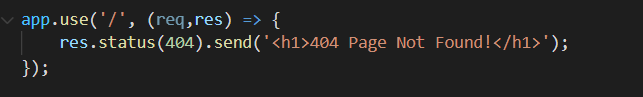 app.use('/', (req,res) => {
    res.status(404).send('<h1>404 Page Not Found!</h1>');
});